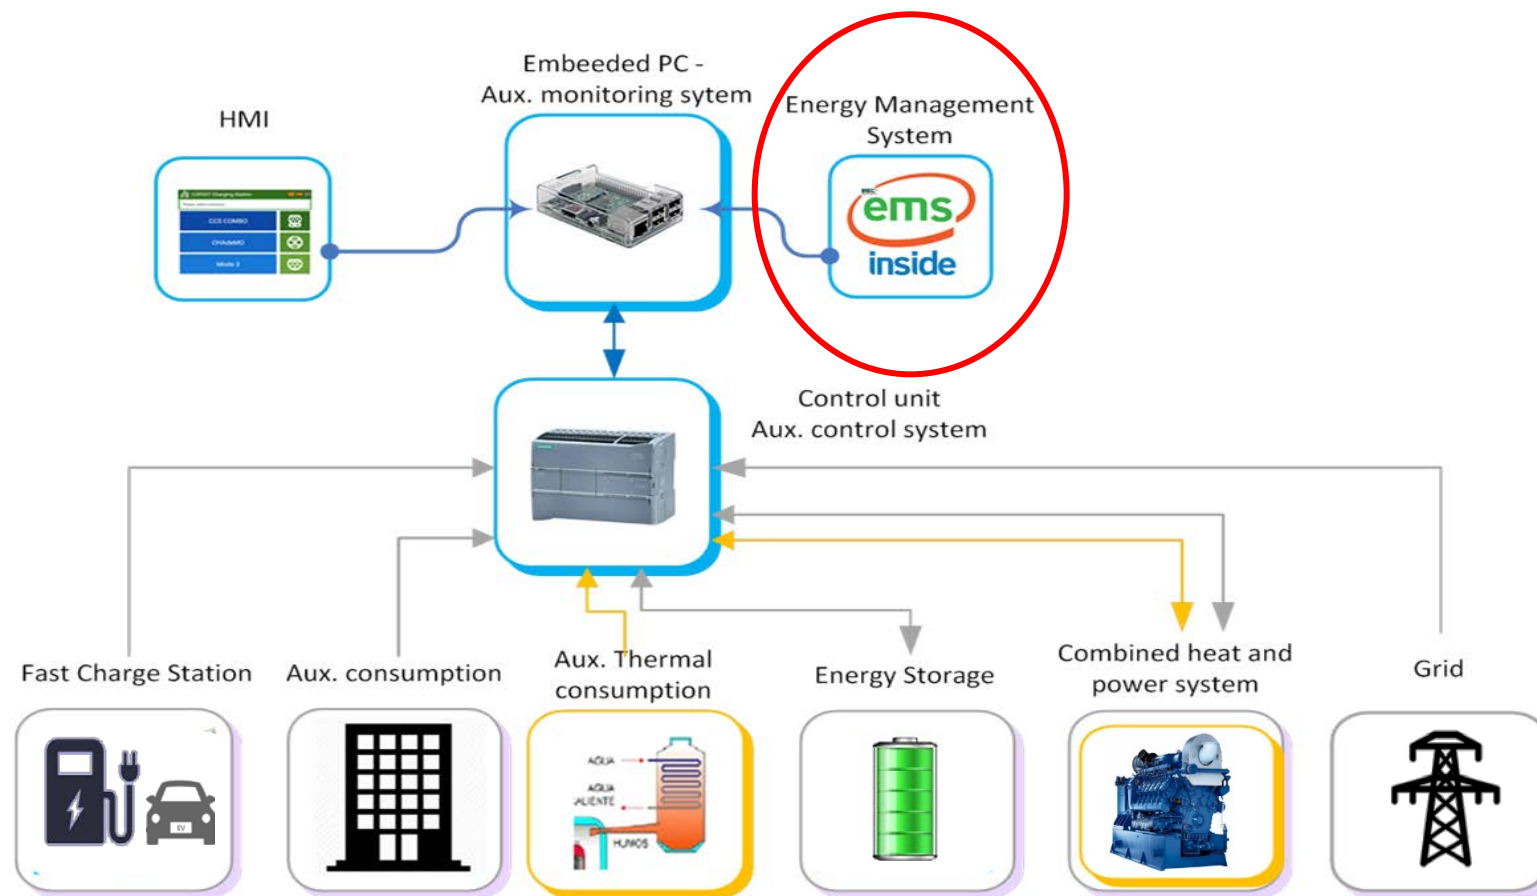 Embeeded PC -
Aux. monitoring sytem
HMI
Energy Management
System
CCS COMBO
CHAdeMO
Mode 3
ems
inside
Control unit
Aux. control system
Fast Charge Station
Aux. consumption
Aux. Thermal
consumption
Energy Storage
Combined heat and
power system
Grid
AGUA
AGUA
CALIENTE
HUMOS
EV